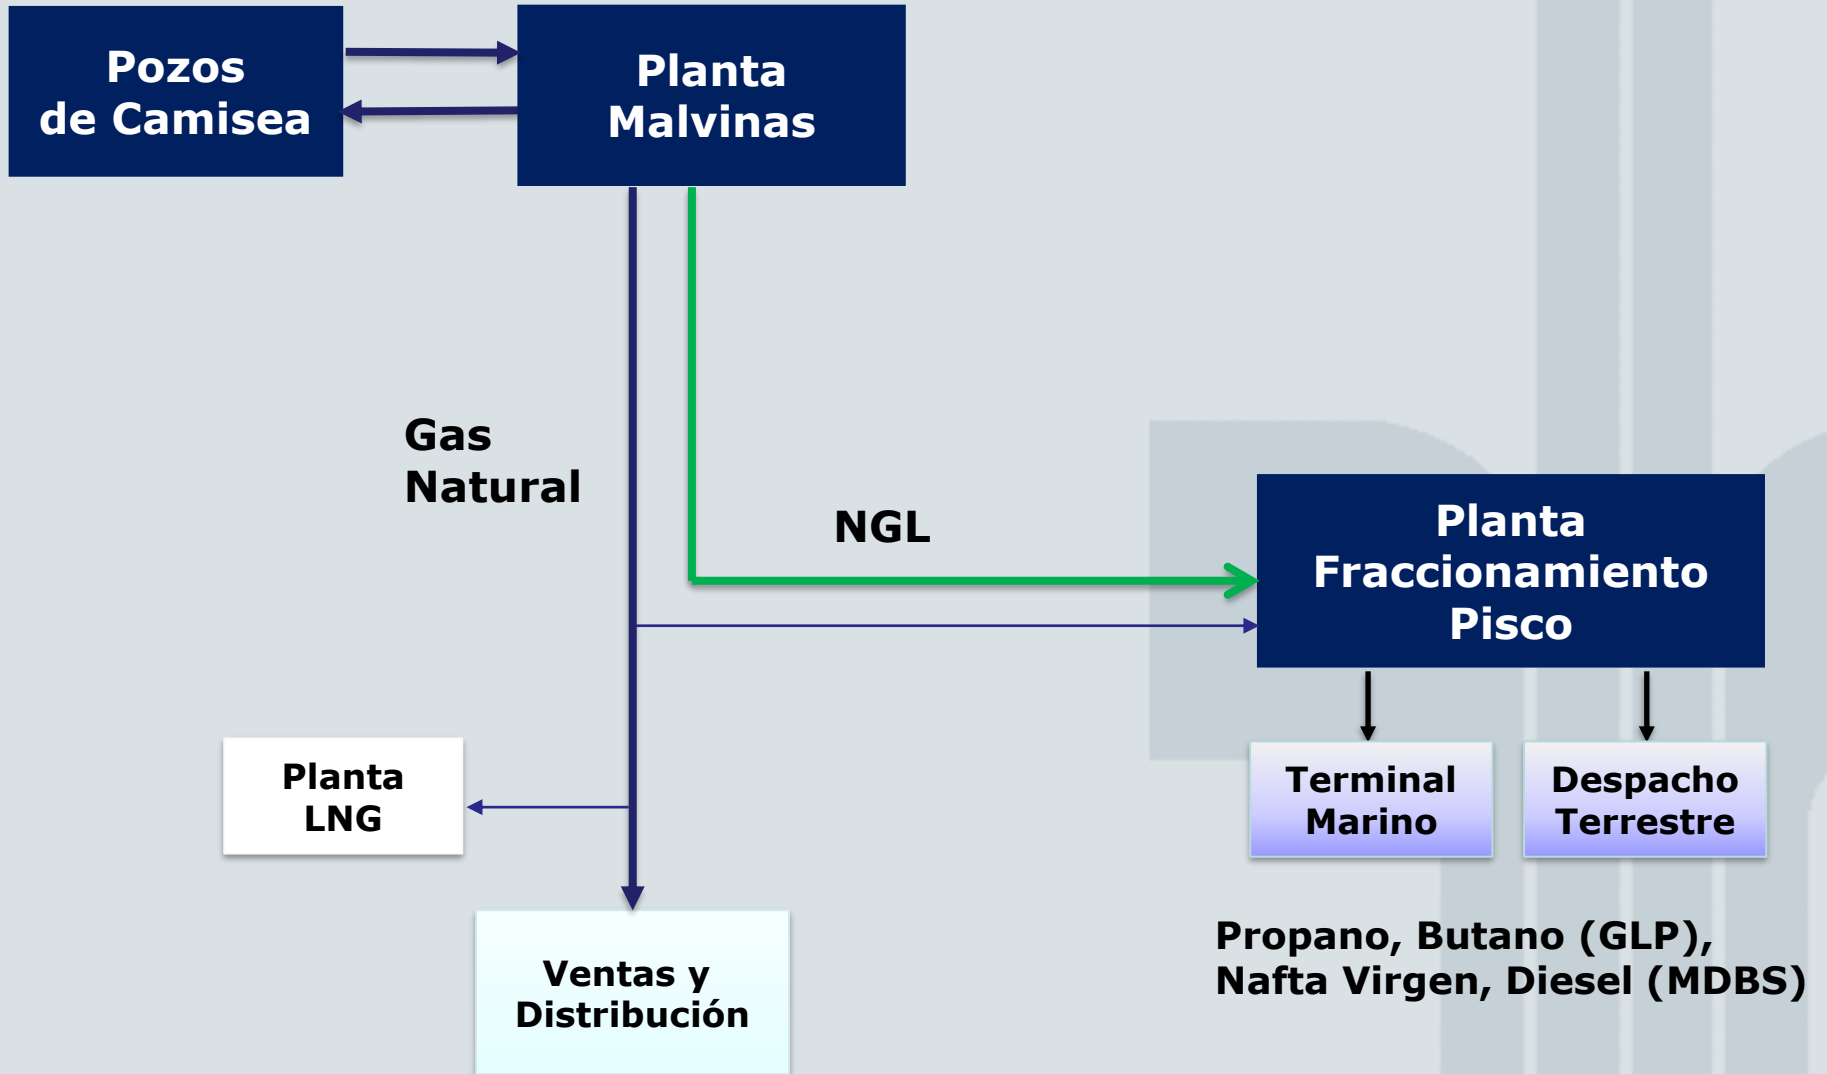 Pozos
de Camisea
Planta
Malvinas
Gas
Natural
NGL
Planta
Fraccionamiento
Pisco
Planta
LNG
Terminal
Marino
Despacho
Terrestre
Ventas y
Distribución
Propano, Butano (GLP),
Nafta Virgen, Diesel (MDBS)